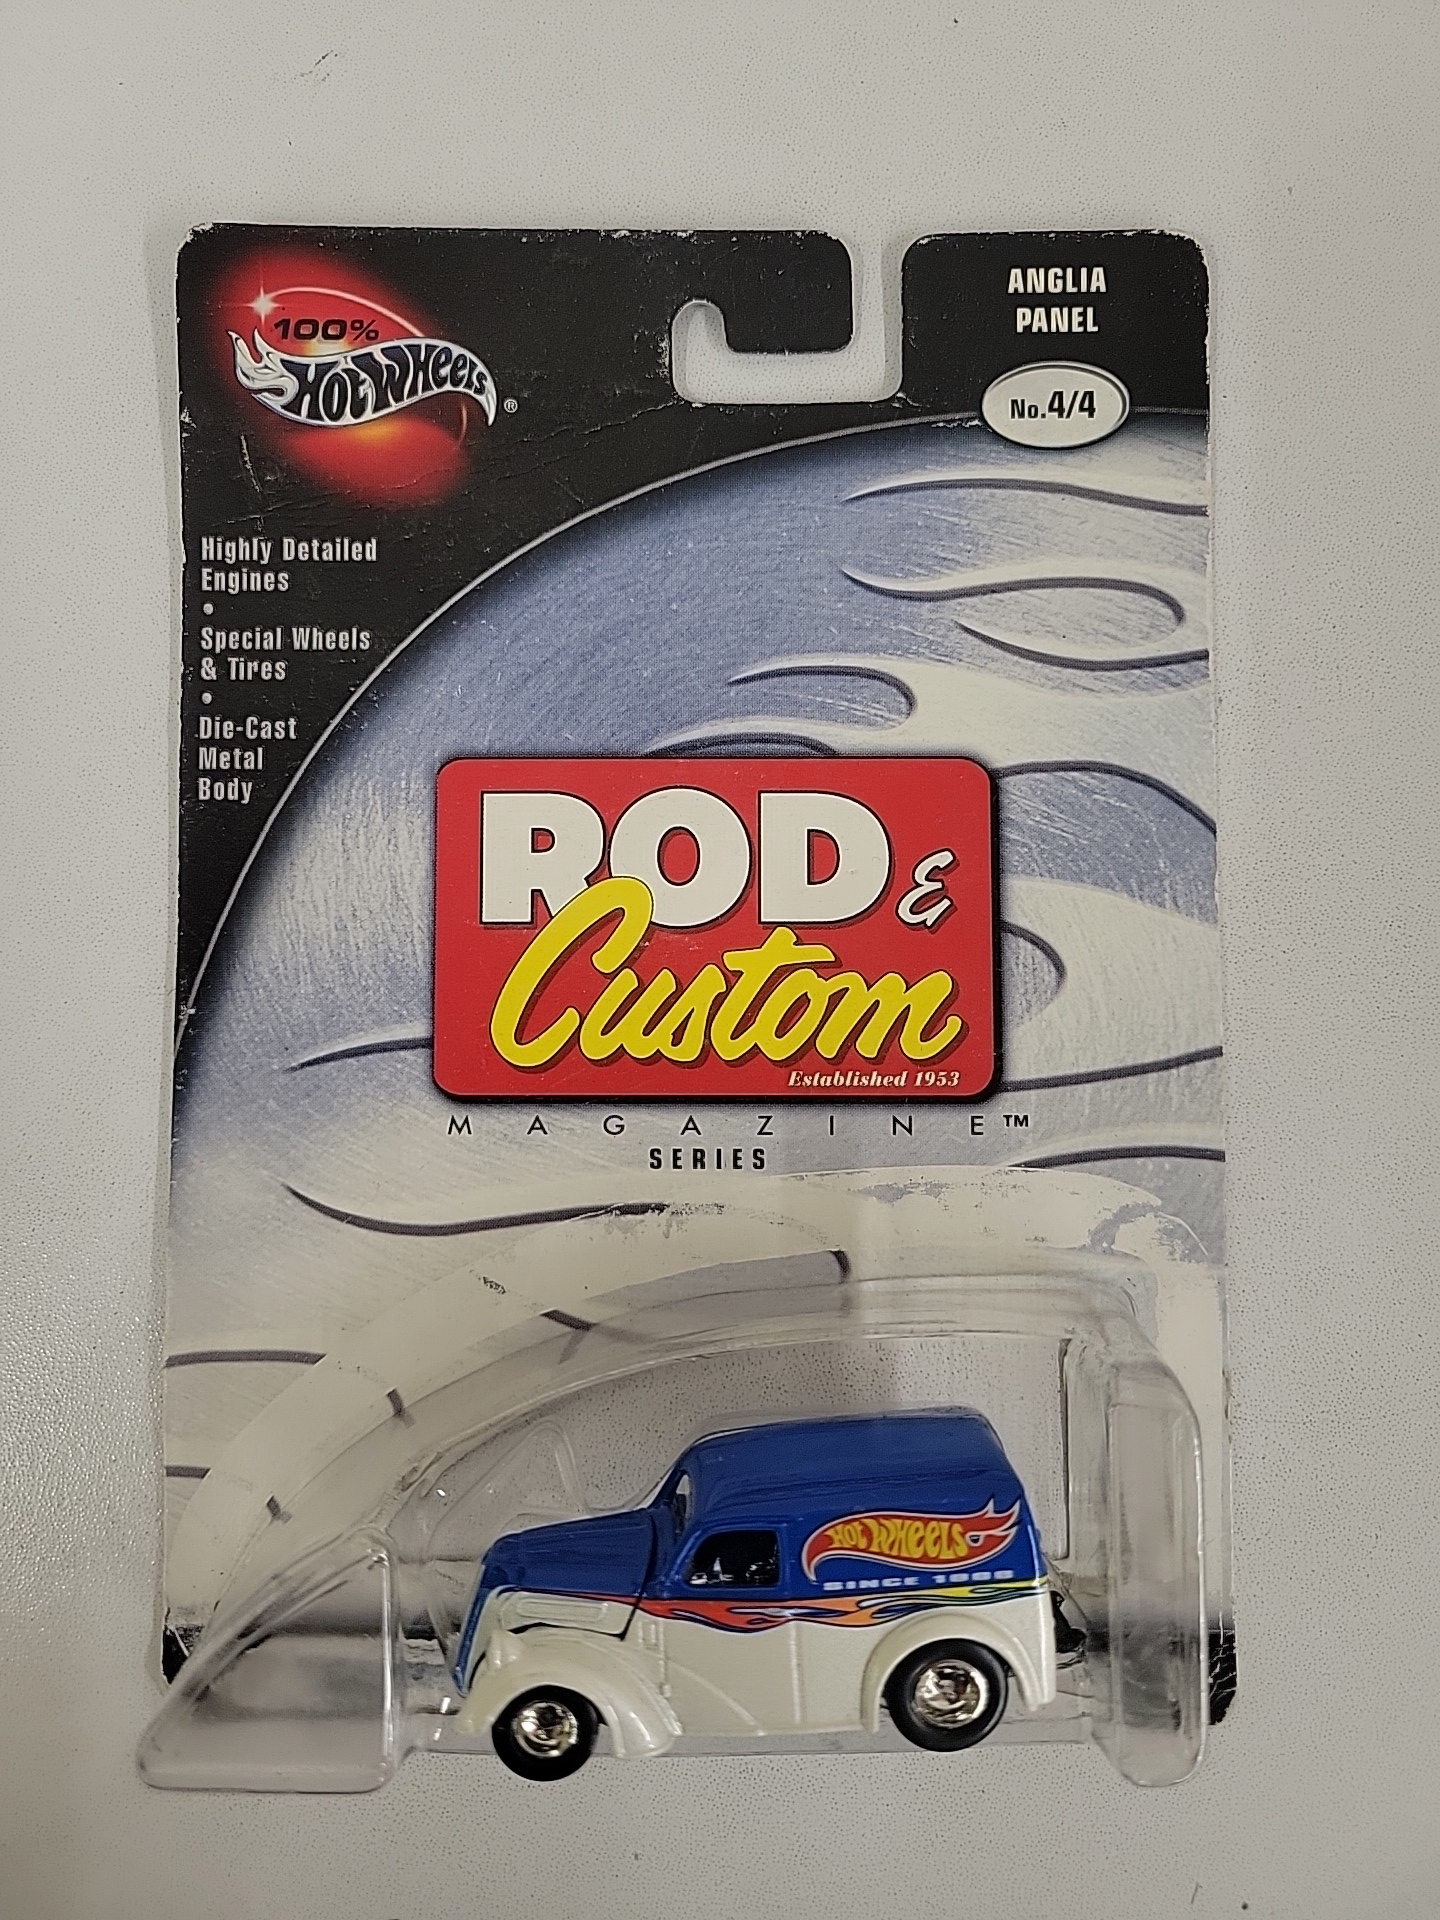 100%
HOT WHEELS®
ANGLIA
PANEL
No.4/4
Highly Detailed
Engines
•
Special Wheels
& Tires
•
Die-Cast
Metal
Body
ROD &
Custom
Established 1953
MAGAZINE™
SERIES
HOT WHEELS
SINCE